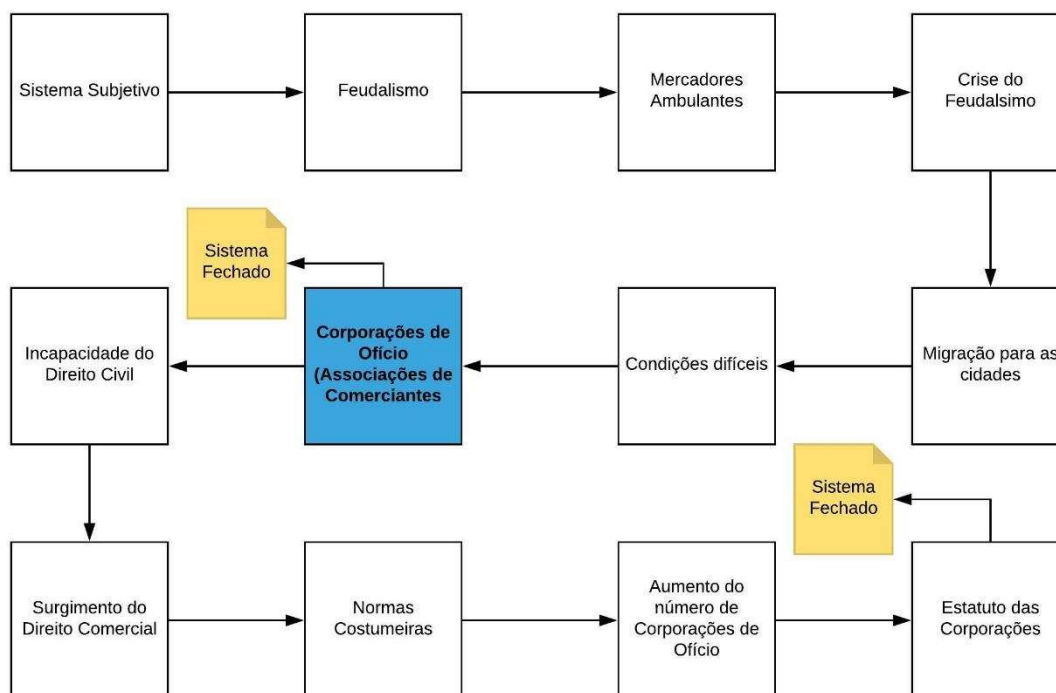 Sistema Subjetivo
Feudalismo
Mercadores
Ambulantes
Crise do
Feudalsimo
Sistema
Fechado
Incapacidade do
Direito Civil
Corporações de
Ofício
(Associações de
Comerciantes
Condições difíceis
Migração para as
cidades
Sistema
Fechado
Surgimento do
Direito Comercial
Normas
Costumeiras
Aumento do
número de
Corporações de
Ofício
Estatuto das
Corporações